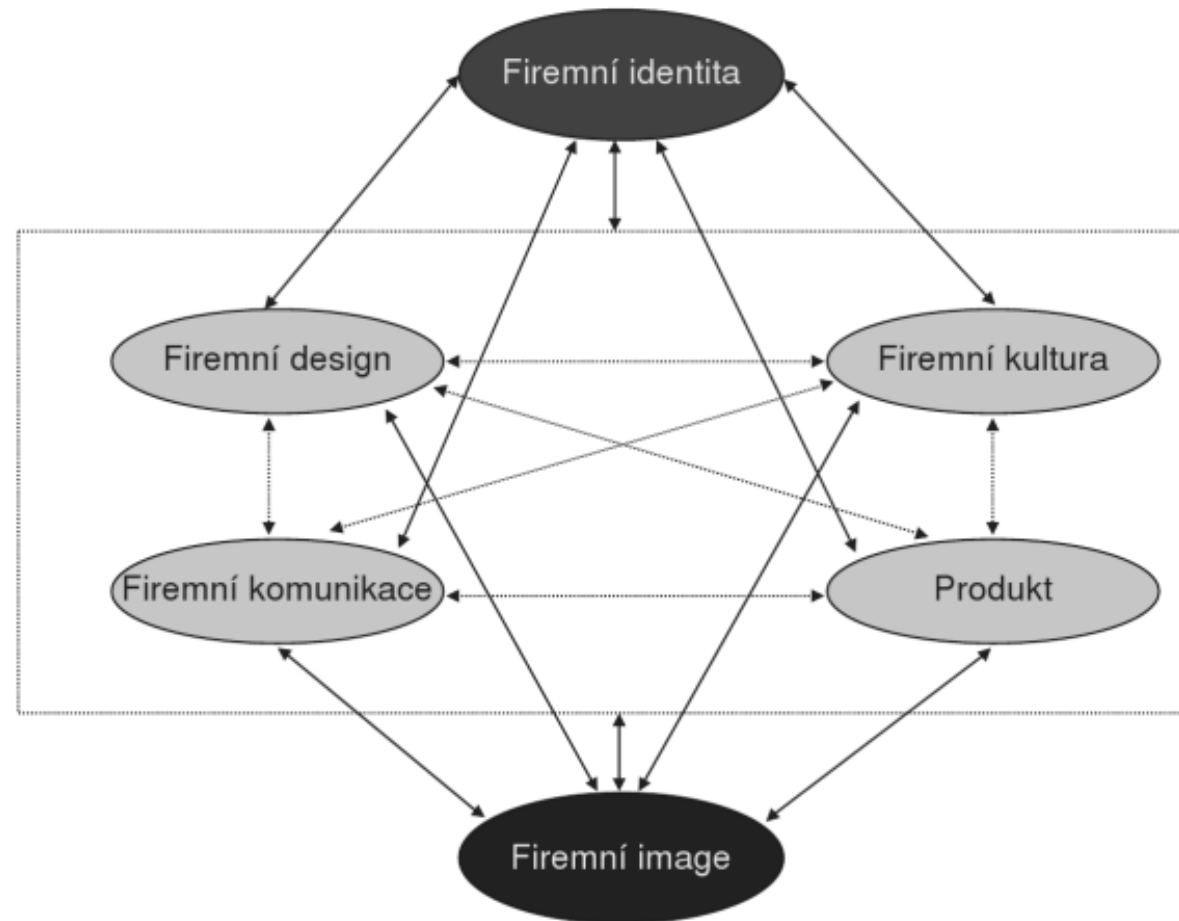 Firemní identita
Firemní design
Firemní kultura
Firemní komunikace
Produkt
Firemní image